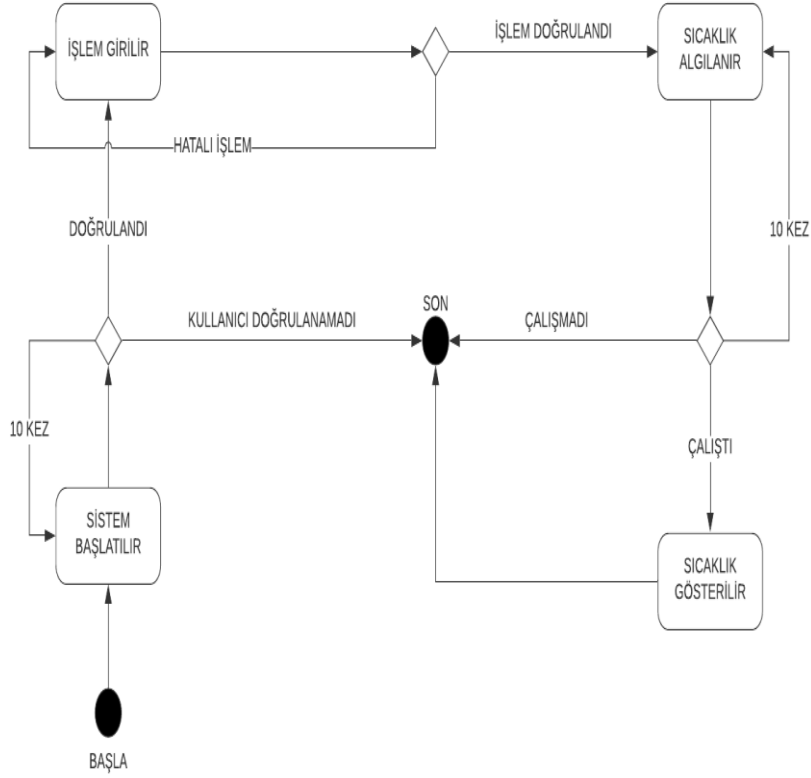 İŞLEM GİRİLİR
İŞLEM DOĞRULANDI
SICAKLIK
ALGILANIR
HATALI İŞLEM
DOĞRULANDI
10 KEZ
SON
KULLANICI DOĞRULANAMADI
ÇALIŞMADI
10 KEZ
ÇALIŞTI
SİSTEM
BAŞLATILIR
SICAKLIK
GÖSTERİLİR
BAŞLA